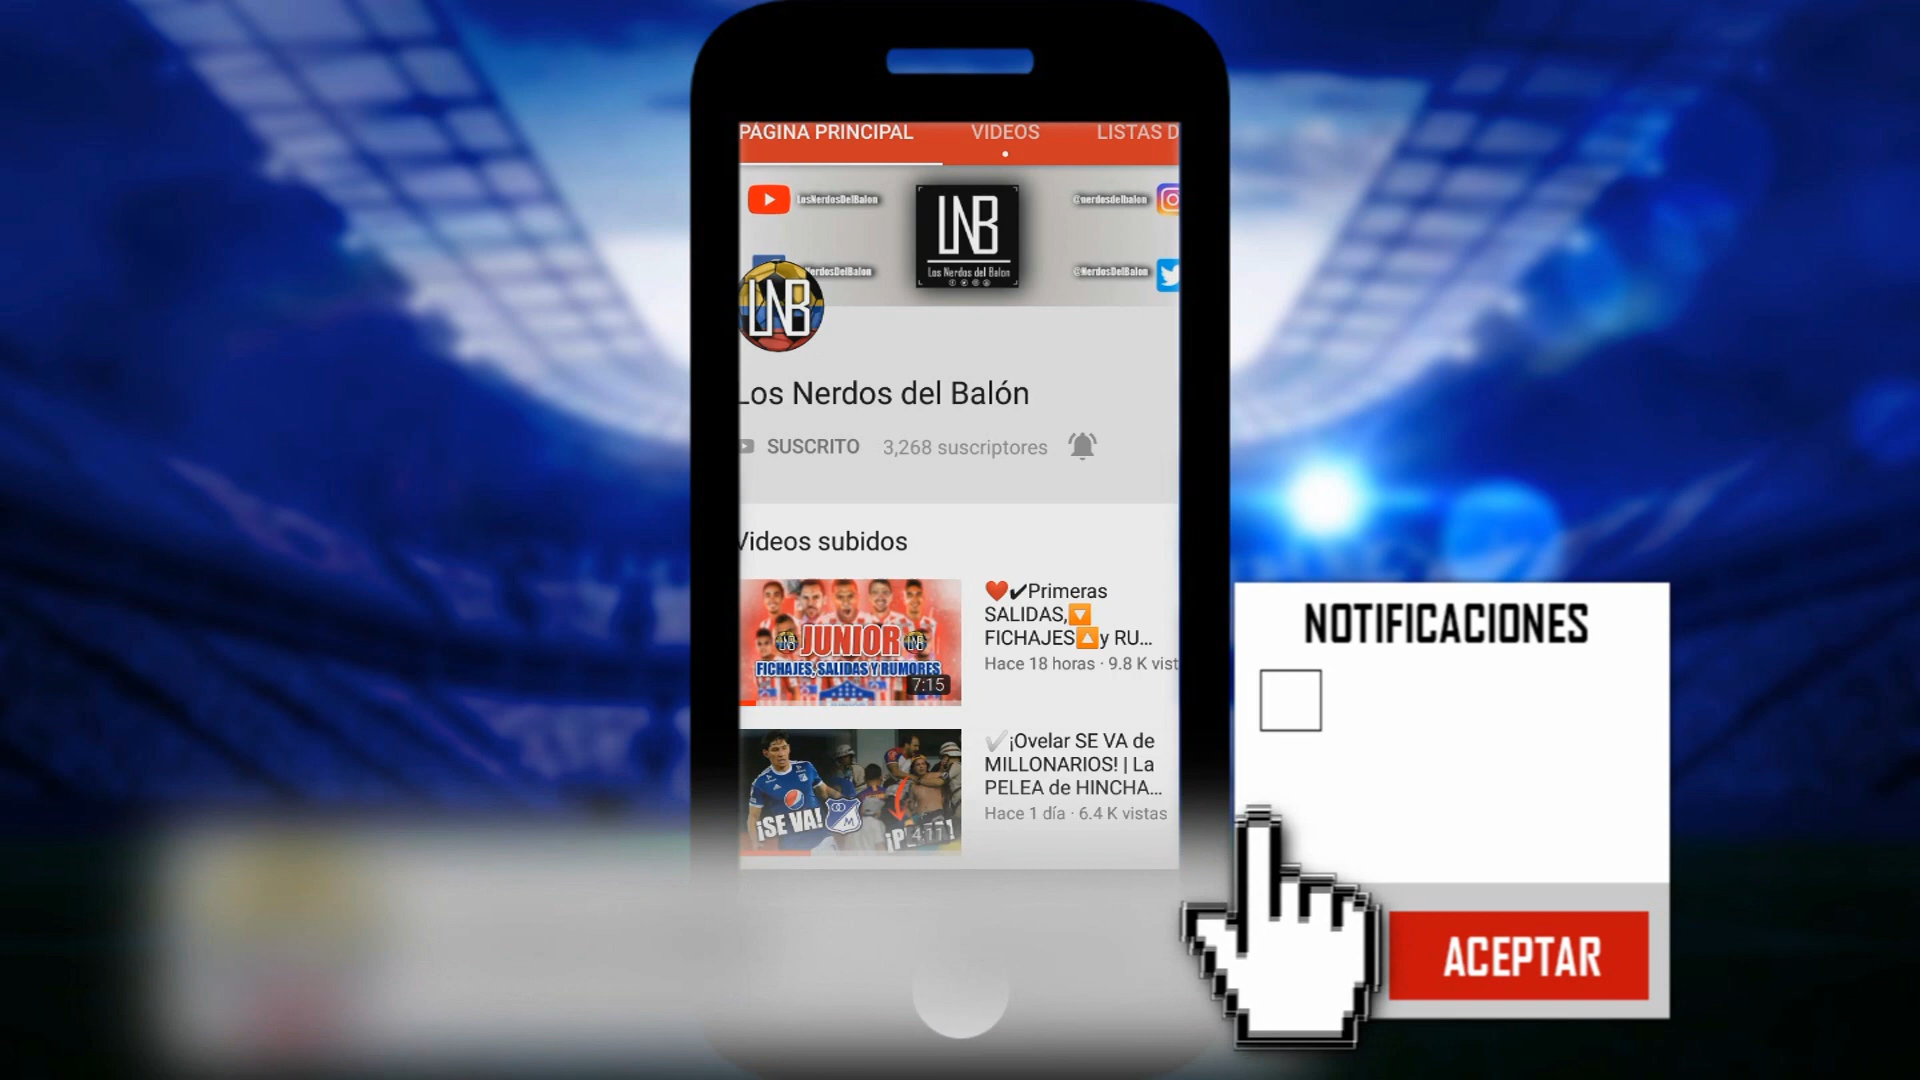 PÁGINA PRINCIPAL
VIDEOS
LISTAS D
LosNerdosDelBalon
@nerdosdelbalon
LNB
Los Nerdos del Balon
NerdosDelBalon
@NerdosDelBalon
LNB
Los Nerdos del Balón
SUSCRITO
3,268 suscriptores
Videos subidos
❤️✔Primeras
SALIDAS,🔽
FICHAJES🔼y RU...
Hace 18 horas · 9.8 K vist
JUNIOR
FICHAJES, SALIDAS Y RUMORES
7:15
✔¡Ovelar SE VA de
MILLONARIOS! | La
PELEA de HINCHA...
Hace 1 día · 6.4 K vistas
¡SE VA!
4:11
NOTIFICACIONES
ACEPTAR